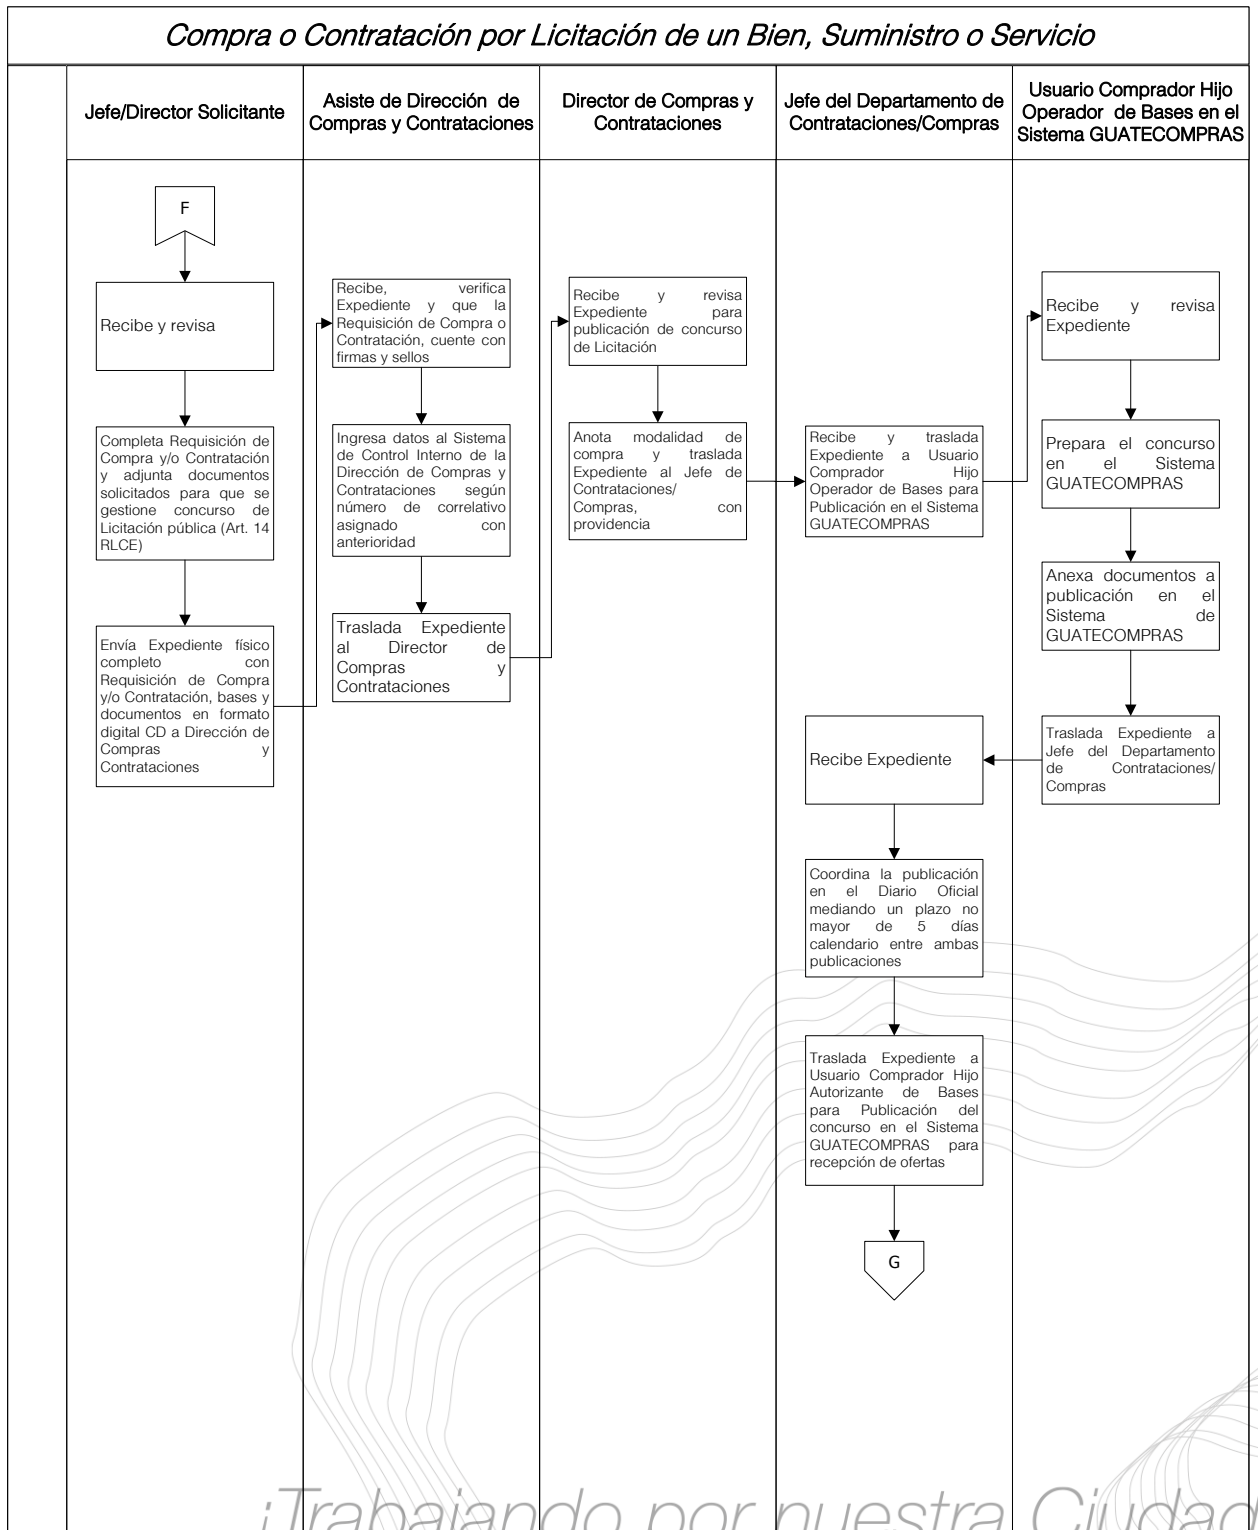 Compra o Contratación por Licitación de un Bien, Suministro o Servicio
Jefe/Director Solicitante
Asiste de Dirección de
Compras y Contrataciones
Director de Compras y
Contrataciones
Jefe del Departamento de
Contrataciones/Compras
Usuario Comprador Hijo
Operador de Bases en el
Sistema GUATECOMPRAS
F
Recibe y revisa
Completa Requisición de
Compra y/o Contratación
y adjunta documentos
solicitados para que se
gestione concurso de
Licitación pública (Art. 14
RLCE)
Envía Expediente físico
completo con
Requisición de Compra
y/o Contratación, bases y
documentos en formato
digital CD a Dirección de
Compras y
Contrataciones
Recibe, verifica
Expediente y que la
Requisición de Compra o
Contratación, cuente con
firmas y sellos
Ingresa datos al Sistema
de Control Interno de la
Dirección de Compras y
Contrataciones según
número de correlativo
asignado con
anterioridad
Traslada Expediente
al Director de
Compras y
Contrataciones
Recibe y revisa
Expediente para
publicación de concurso
de Licitación
Anota modalidad de
compra y traslada
Expediente al Jefe de
Contrataciones/
Compras, con
providencia
Recibe y traslada
Expediente a Usuario
Comprador Hijo
Operador de Bases para
Publicación en el Sistema
GUATECOMPRAS
Recibe y revisa
Expediente
Prepara el concurso
en el Sistema
GUATECOMPRAS
Anexa documentos a
publicación en el
Sistema de
GUATECOMPRAS
Traslada Expediente a
Jefe del Departamento
de Contrataciones/
Compras
Recibe Expediente
Coordina la publicación
en el Diario Oficial
mediando un plazo no
mayor de 5 días
calendario entre ambas
publicaciones
Traslada Expediente a
Usuario Comprador Hijo
Autorizante de Bases
para Publicación del
concurso en el Sistema
GUATECOMPRAS para
recepción de ofertas
G
¡Trabajando por nuestra Ciudad